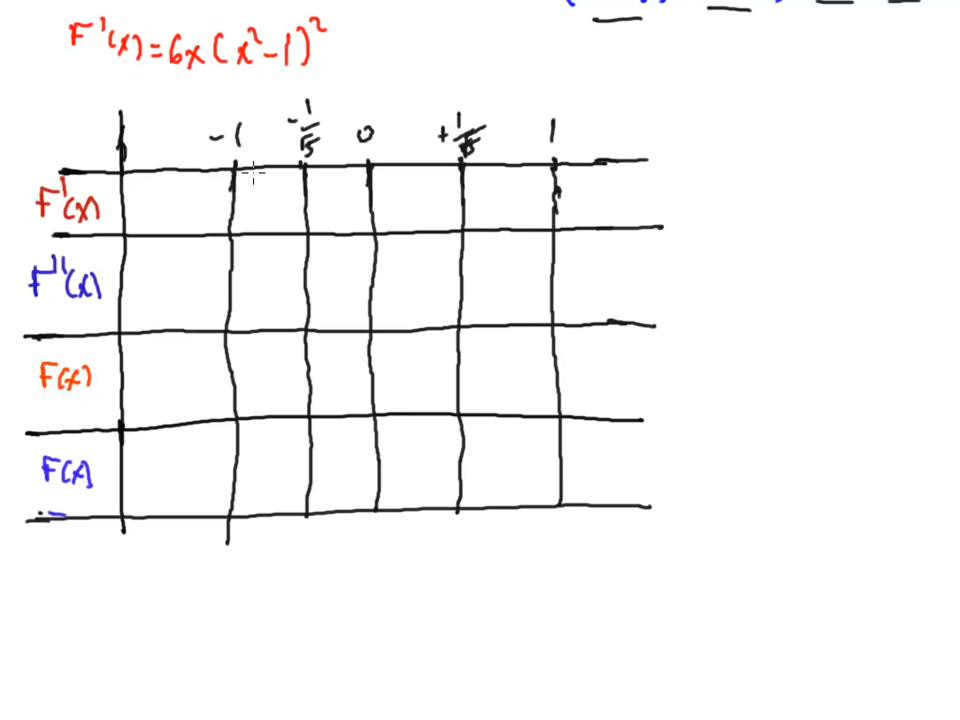 F'(x) = 6x(x² - 1)²
-1 -1/√5 0 +1/√5 1
F'(x)
F''(x)
F(x)
F(x)